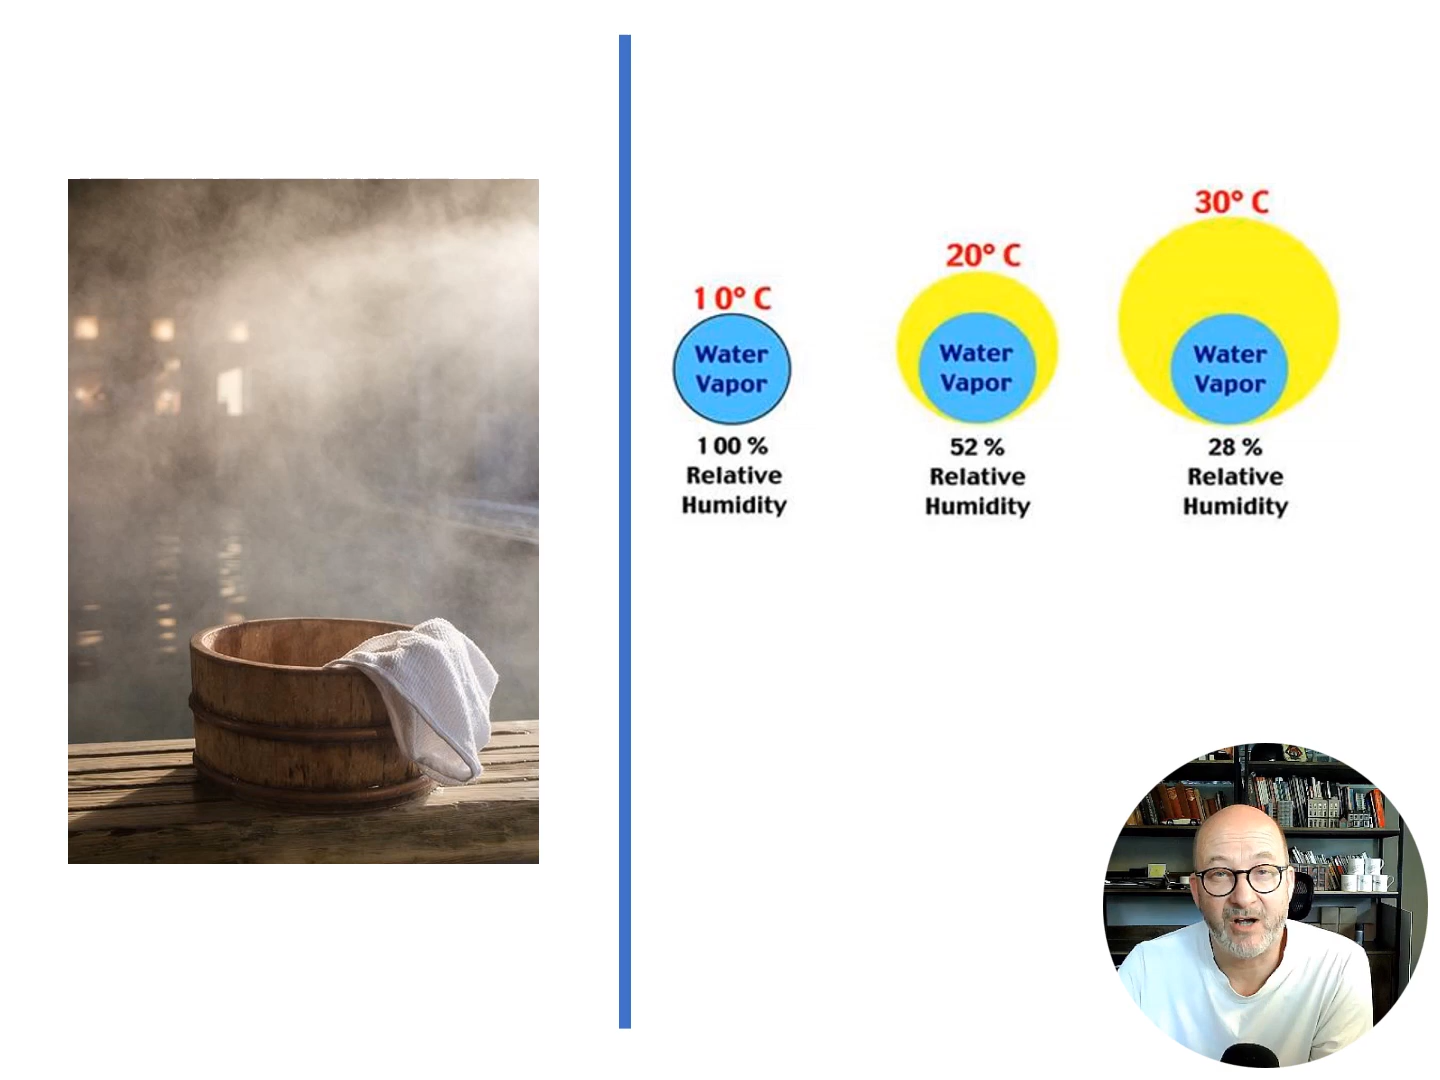 10° C
Water
Vapor
100 %
Relative
Humidity
20° C
Water
Vapor
52 %
Relative
Humidity
30° C
Water
Vapor
28 %
Relative
Humidity